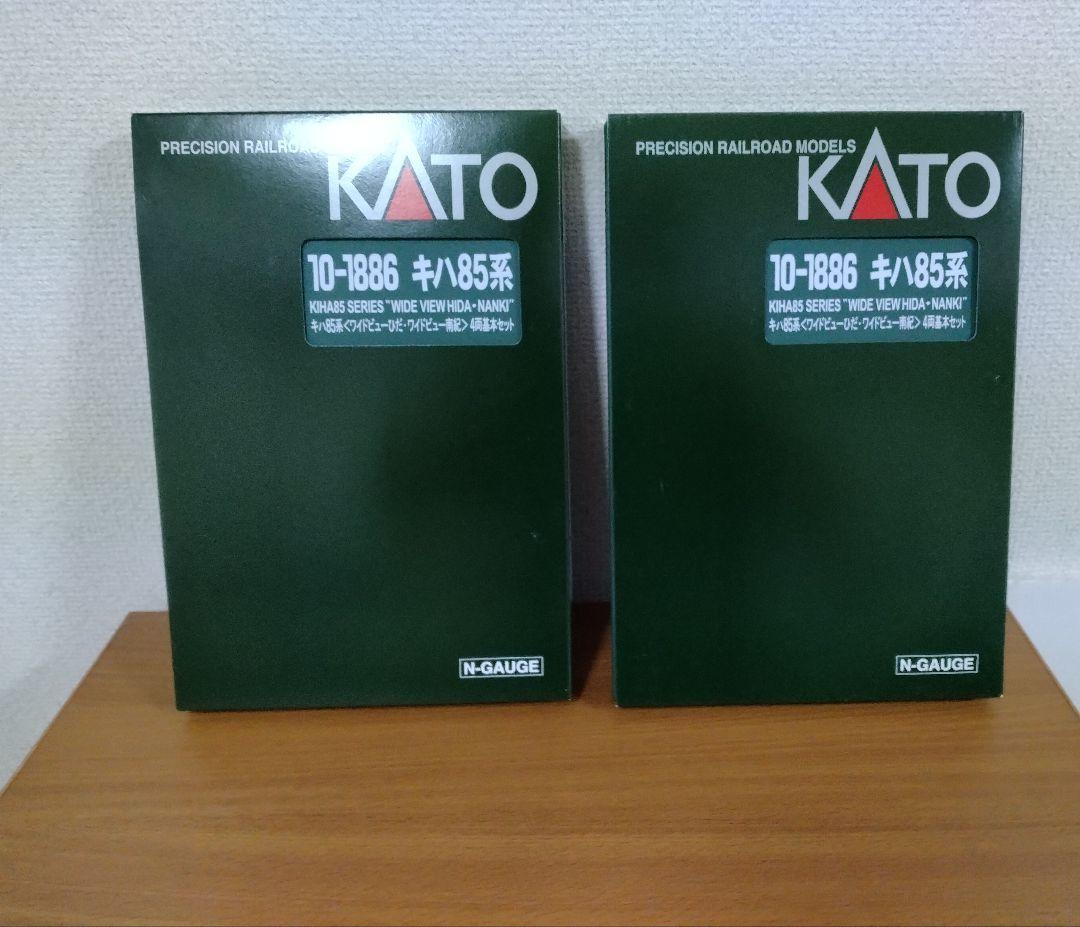 PRECISION RAILROAD
KATO
10-1886 キハ85系
KIHA85 SERIES "WIDE VIEW HIDA・NANKI"
キハ85系〈ワイドビューひだ・ワイドビュー南紀〉4両基本セット
N-GAUGE
PRECISION RAILROAD MODELS
KATO
10-1886 キハ85系
KIHA85 SERIES "WIDE VIEW HIDA・NANKI"
キハ85系〈ワイドビューひだ・ワイドビュー南紀〉4両基本セット
N-GAUGE